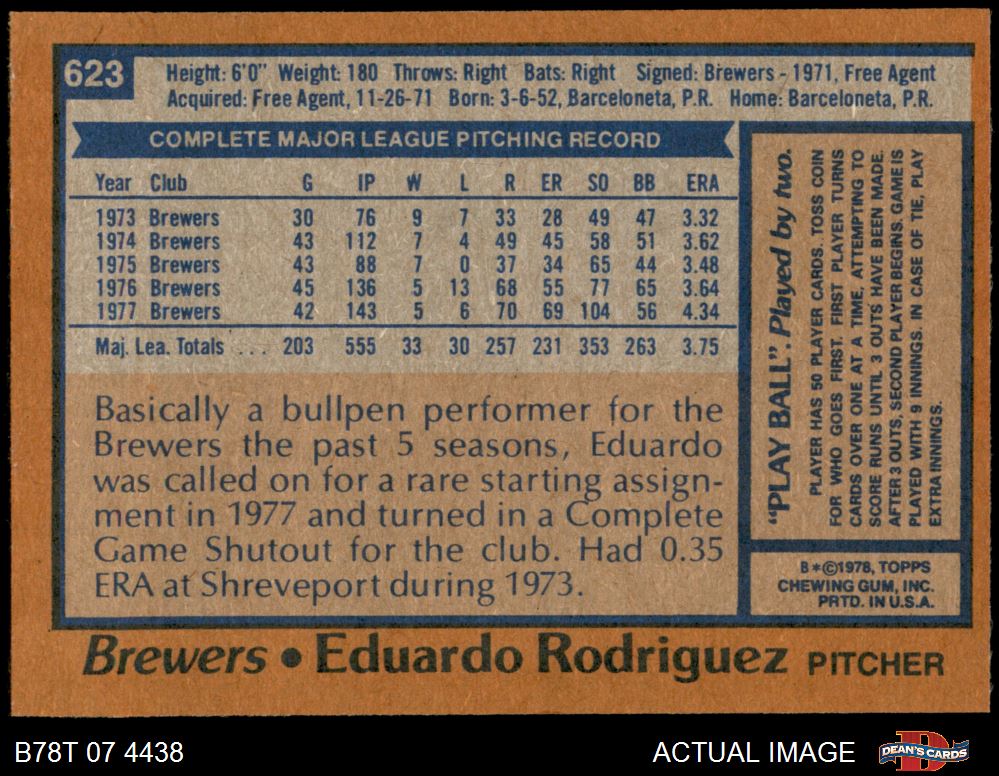 623
Height: 6'0" Weight: 180 Throws: Right Bats: Right Signed: Brewers - 1971, Free Agent
Acquired: Free Agent, 11-26-71 Born: 3-6-52, Barceloneta, P.R. Home: Barceloneta, P.R.
COMPLETE MAJOR LEAGUE PITCHING RECORD
Year Club G IP W L R ER SO BB ERA
1973 Brewers 30 76 9 7 33 28 49 47 3.32
1974 Brewers 43 112 7 4 49 45 58 51 3.62
1975 Brewers 43 88 7 0 37 34 65 44 3.48
1976 Brewers 45 136 5 13 68 55 77 65 3.64
1977 Brewers 42 143 5 6 70 69 104 56 4.34
Maj. Lea. Totals ... 203 555 33 30 257 231 353 263 3.75
Basically a bullpen performer for the
Brewers the past 5 seasons, Eduardo
was called on for a rare starting assign-
ment in 1977 and turned in a Complete
Game Shutout for the club. Had 0.35
ERA at Shreveport during 1973.
"PLAY BALL". Played by two.
PLAYER HAS 50 PLAYER CARDS. TOSS COIN
FOR WHO GOES FIRST. FIRST PLAYER TURNS
CARDS OVER ONE AT A TIME, ATTEMPTING TO
SCORE RUNS UNTIL 3 OUTS HAVE BEEN MADE.
AFTER 3 OUTS, SECOND PLAYER BEGINS. GAME IS
PLAYED WITH 9 INNINGS. IN CASE OF TIE, PLAY
EXTRA INNINGS.
B*©1978, TOPPS
CHEWING GUM, INC.
PRTD. IN U.S.A.
Brewers • Eduardo Rodriguez PITCHER
B78T 07 4438
ACTUAL IMAGE
DEAN'S CARDS